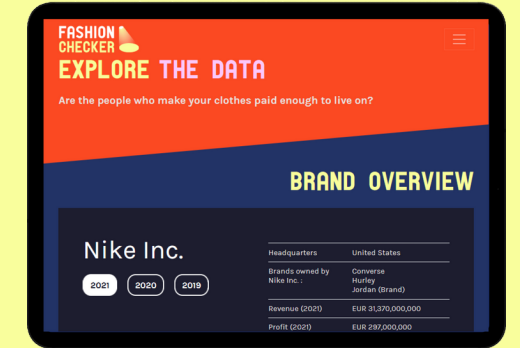 FASHION
CHECKER
EXPLORE THE DATA
Are the people who make your clothes paid enough to live on?
BRAND OVERVIEW
Nike Inc.
2021 2020 2019
Headquarters United States
Brands owned by Nike Inc. : Converse
Hurley
Jordan (Brand)
Revenue (2021) EUR 31,370,000,000
Profit (2021) EUR 297,000,000